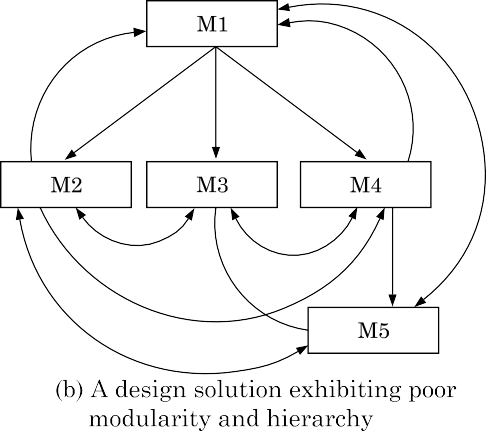 M1
M2 M3 M4
M5
(b) A design solution exhibiting poor
modularity and hierarchy